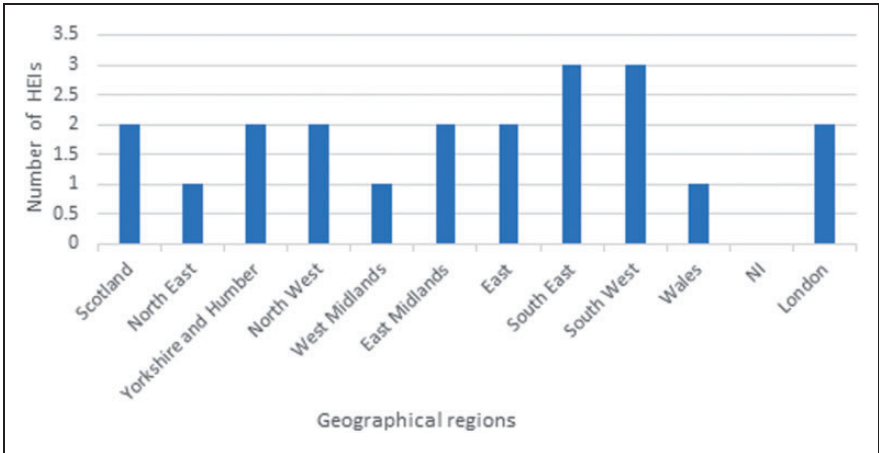 Number of HEIs
3.5
3
2.5
2
1.5
1
0.5
0
Scotland
North East
Yorkshire and Humber
North West
West Midlands
East Midlands
East
South East
South West
Wales
NI
London
Geographical regions